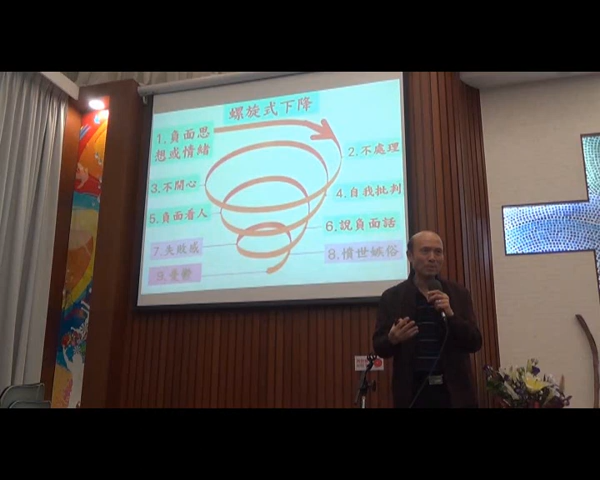 螺旋式下降
1.負面思
想或情緒
2.不處理
3.不開心
4.自我批判
5.負面看人
6.說負面話
7.失敗感
8.憤世嫉俗
9.憂鬱